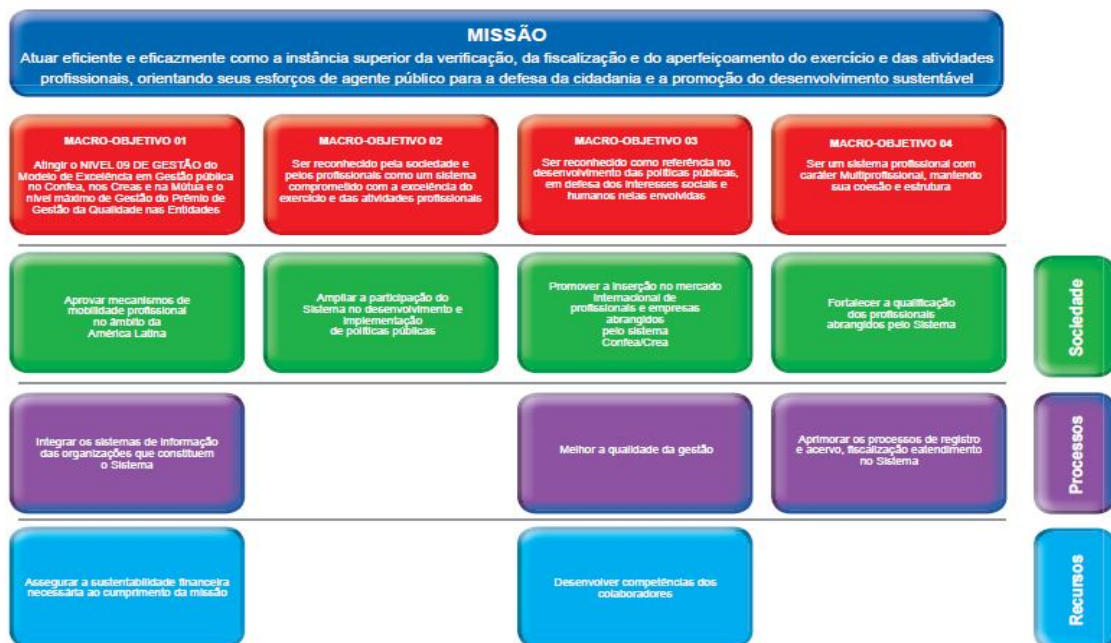 MISSÃO
Atuar eficiente e eficazmente como a instância superior da verificação, da fiscalização e do aperfeiçoamento do exercício e das atividades
profissionais, orientando seus esforços de agente público para a defesa da cidadania e a promoção do desenvolvimento sustentável
MACRO-OBJETIVO 01
Atingir o NIVEL 09 DE GESTÃO do
Modelo de Excelência em Gestão pública
no Confea, nos Creas e na Mútua e o
nível máximo de Gestão do Prêmio de
Gestão da Qualidade nas Entidades
MACRO-OBJETIVO 02
Ser reconhecido pela sociedade e
pelos profissionais como um sistema
comprometido com a excelência do
exercício e das atividades profissionais
MACRO-OBJETIVO 03
Ser reconhecido como referência no
desenvolvimento das políticas públicas,
em defesa dos interesses sociais e
humanos nelas envolvidas
MACRO-OBJETIVO 04
Ser um sistema profissional com
caráter Multiprofissional, mantendo
sua coesão e estrutura
Aprovar mecanismos de
mobilidade profissional
no âmbito da
América Latina
Ampliar a participação do
Sistema no desenvolvimento e
implementação
de políticas públicas
Promover a inserção no mercado
internacional de
profissionais e empresas
abrangidos
pelo sistema
Confea/Crea
Fortalecer a qualificação
dos profissionais
abrangidos pelo Sistema
Sociedade
Integrar os sistemas de informação
das organizações que constituem
o Sistema
Melhor a qualidade da gestão
Aprimorar os processos de registro
e acervo, fiscalização eatendimento
no Sistema
Processos
Assegurar a sustentabilidade financeira
necessária ao cumprimento da missão
Desenvolver competências dos
colaboradores
Recursos